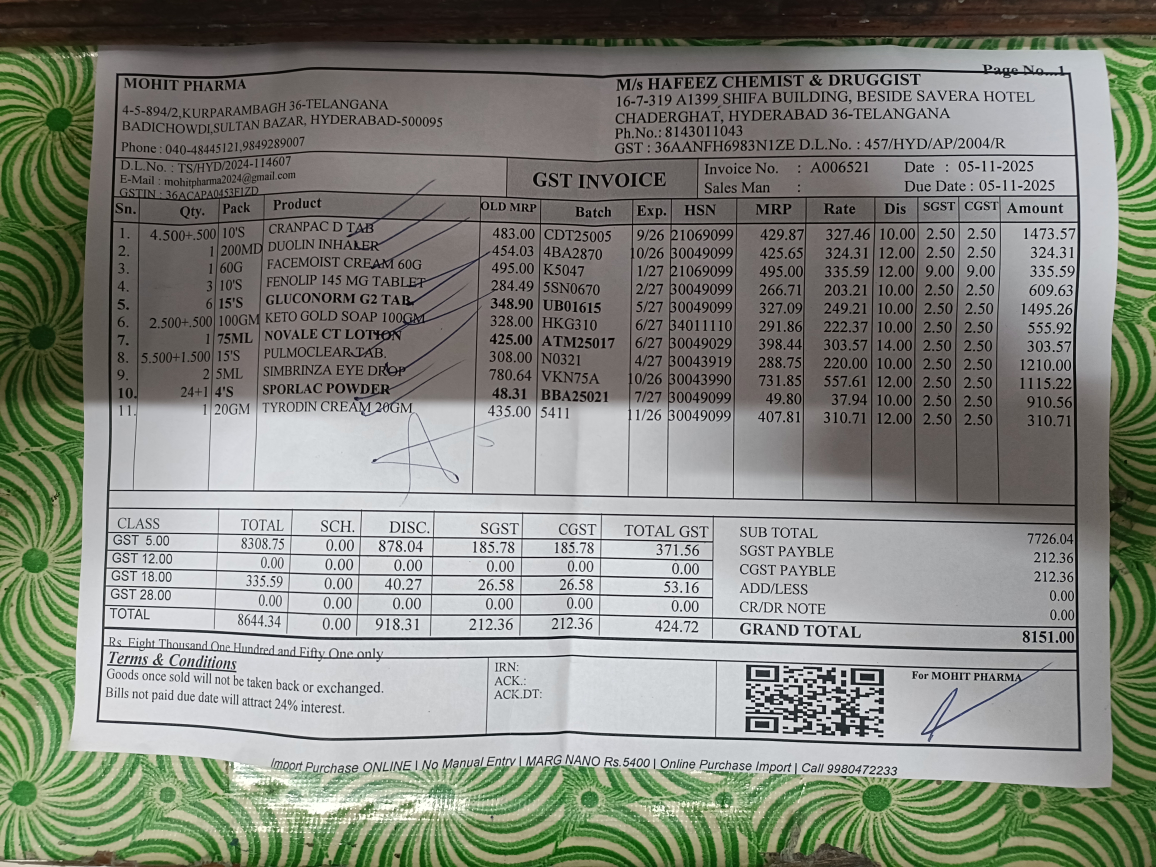 Page No...1
MOHIT PHARMA
4-5-894/2,KURPARAMBAGH 36-TELANGANA
BADICHOWDI,SULTAN BAZAR, HYDERABAD-500095
Phone : 040-48445121,9849289007
D.L.No. : TS/HYD/2024-114607
E-Mail : mohitpharma2024@gmail.com
GSTIN : 36ACAPA0453F1ZD
M/s HAFEEZ CHEMIST & DRUGGIST
16-7-319 A1399 SHIFA BUILDING, BESIDE SAVERA HOTEL
CHADERGHAT, HYDERABAD 36-TELANGANA
Ph.No.: 8143011043
GST : 36AANFH6983N1ZE D.L.No. : 457/HYD/AP/2004/R
GST INVOICE
Invoice No. : A006521 Date : 05-11-2025
Sales Man : Due Date : 05-11-2025
Sn. Qty. Pack Product OLD MRP Batch Exp. HSN MRP Rate Dis SGST CGST Amount
1. 4.500+.500 10'S CRANPAC D TAB 483.00 CDT25005 9/26 21069099 429.87 327.46 10.00 2.50 2.50 1473.57
2. 1 200MD DUOLIN INHALER 454.03 4BA2870 10/26 30049099 425.65 324.31 12.00 2.50 2.50 324.31
3. 1 60G FACEMOIST CREAM 60G 495.00 K5047 1/27 21069099 495.00 335.59 12.00 9.00 9.00 335.59
4. 3 10'S FENOLIP 145 MG TABLET 284.49 5SN0670 2/27 30049099 266.71 203.21 10.00 2.50 2.50 609.63
5. 6 15'S GLUCONORM G2 TAB. 348.90 UB01615 5/27 30049099 327.09 249.21 10.00 2.50 2.50 1495.26
6. 2.500+.500 100GM KETO GOLD SOAP 100GM 328.00 HKG310 6/27 34011110 291.86 222.37 10.00 2.50 2.50 555.92
7. 1 75ML NOVALE CT LOTION 425.00 ATM25017 6/27 30049029 398.44 303.57 14.00 2.50 2.50 303.57
8. 5.500+1.500 15'S PULMOCLEAR TAB. 308.00 N0321 4/27 30043919 288.75 220.00 10.00 2.50 2.50 1210.00
9. 2 5ML SIMBRINZA EYE DROP 780.64 VKN75A 10/26 30043990 731.85 557.61 12.00 2.50 2.50 1115.22
10. 24+1 4'S SPORLAC POWDER 48.31 BBA25021 7/27 30049099 49.80 37.94 10.00 2.50 2.50 910.56
11. 1 20GM TYRODIN CREAM 20GM 435.00 5411 11/26 30049099 407.81 310.71 12.00 2.50 2.50 310.71
CLASS TOTAL SCH. DISC. SGST CGST TOTAL GST
GST 5.00 8308.75 0.00 878.04 185.78 185.78 371.56
GST 12.00 0.00 0.00 0.00 0.00 0.00 0.00
GST 18.00 335.59 0.00 40.27 26.58 26.58 53.16
GST 28.00 0.00 0.00 0.00 0.00 0.00 0.00
TOTAL 8644.34 0.00 918.31 212.36 212.36 424.72
SUB TOTAL 7726.04
SGST PAYBLE 212.36
CGST PAYBLE 212.36
ADD/LESS 0.00
CR/DR NOTE 0.00
GRAND TOTAL 8151.00
Rs. Eight Thousand One Hundred and Fifty One only
Terms & Conditions
Goods once sold will not be taken back or exchanged.
Bills not paid due date will attract 24% interest.
IRN:
ACK.:
ACK.DT:
For MOHIT PHARMA
Import Purchase ONLINE | No Manual Entry | MARG NANO Rs.5400 | Online Purchase Import | Call 9980472233